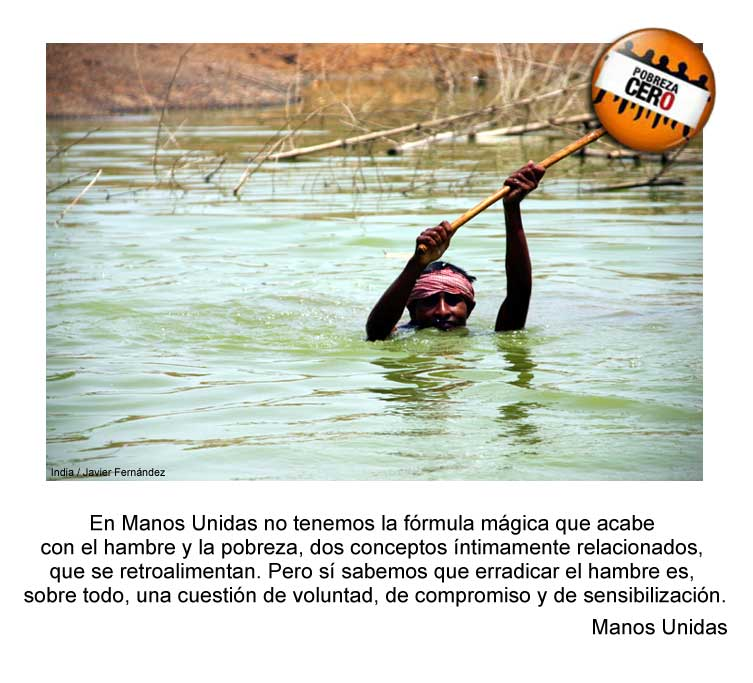 POBREZA
CERO
India / Javier Fernández
En Manos Unidas no tenemos la fórmula mágica que acabe
con el hambre y la pobreza, dos conceptos íntimamente relacionados,
que se retroalimentan. Pero sí sabemos que erradicar el hambre es,
sobre todo, una cuestión de voluntad, de compromiso y de sensibilización.
Manos Unidas